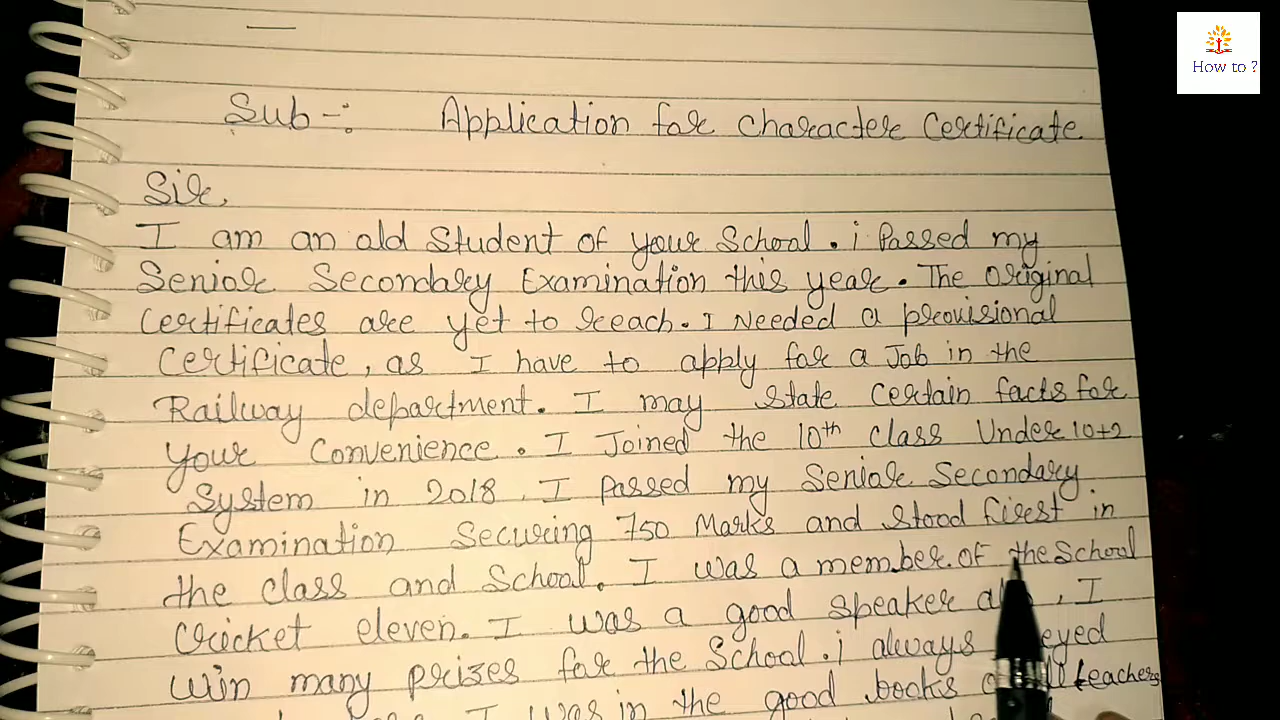 How to ?
Sub-: Application for character Certificate
Sir,
I am an old Student of your School. i Passed my
Senior Secondary Examination this year. The Original
Certificates are yet to reach. I Needed a provisional
Certificate, as I have to apply for a Job in the
Railway department. I may state certain facts for
your Convenience. I Joined the 10th class Under 10+2
System in 2018, I passed my Senior Secondary
Examination Securing 750 Marks and stood first in
the class and School. I was a member of the School
cricket eleven. I was a good speaker , I
win many prizes for the School. i always eyed
I was in the good books teachers